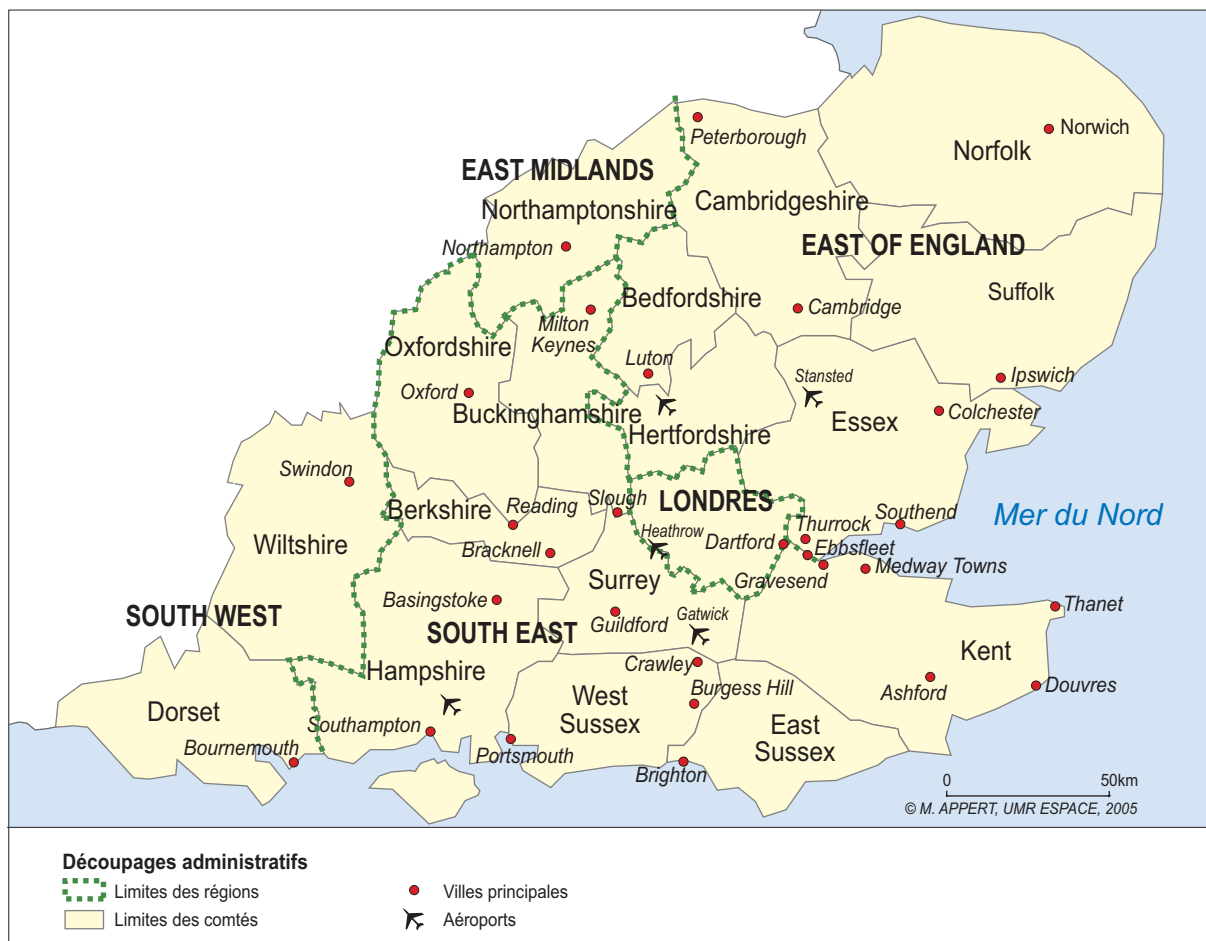 Peterborough
Norwich
Norfolk
EAST MIDLANDS
Cambridgeshire
Northamptonshire
Northampton
EAST OF ENGLAND
Suffolk
Bedfordshire
Cambridge
Milton
Keynes
Oxfordshire
Luton
Stansted
Ipswich
Oxford
Buckinghamshire
Colchester
Essex
Hertfordshire
Swindon
Slough
LONDRES
Berkshire
Reading
Southend
Mer du Nord
Heathrow
Thurrock
Wiltshire
Bracknell
Dartford
Ebbsfleet
Medway Towns
Gravesend
Surrey
Basingstoke
Thanet
SOUTH WEST
SOUTH EAST
Guildford
Gatwick
Kent
Hampshire
Crawley
Burgess Hill
Ashford
Douvres
Dorset
West
Sussex
East
Sussex
Southampton
Bournemouth
Portsmouth
Brighton
0 50km
© M. APPERT, UMR ESPACE, 2005
Découpages administratifs
Limites des régions
Villes principales
Limites des comtés
Aéroports